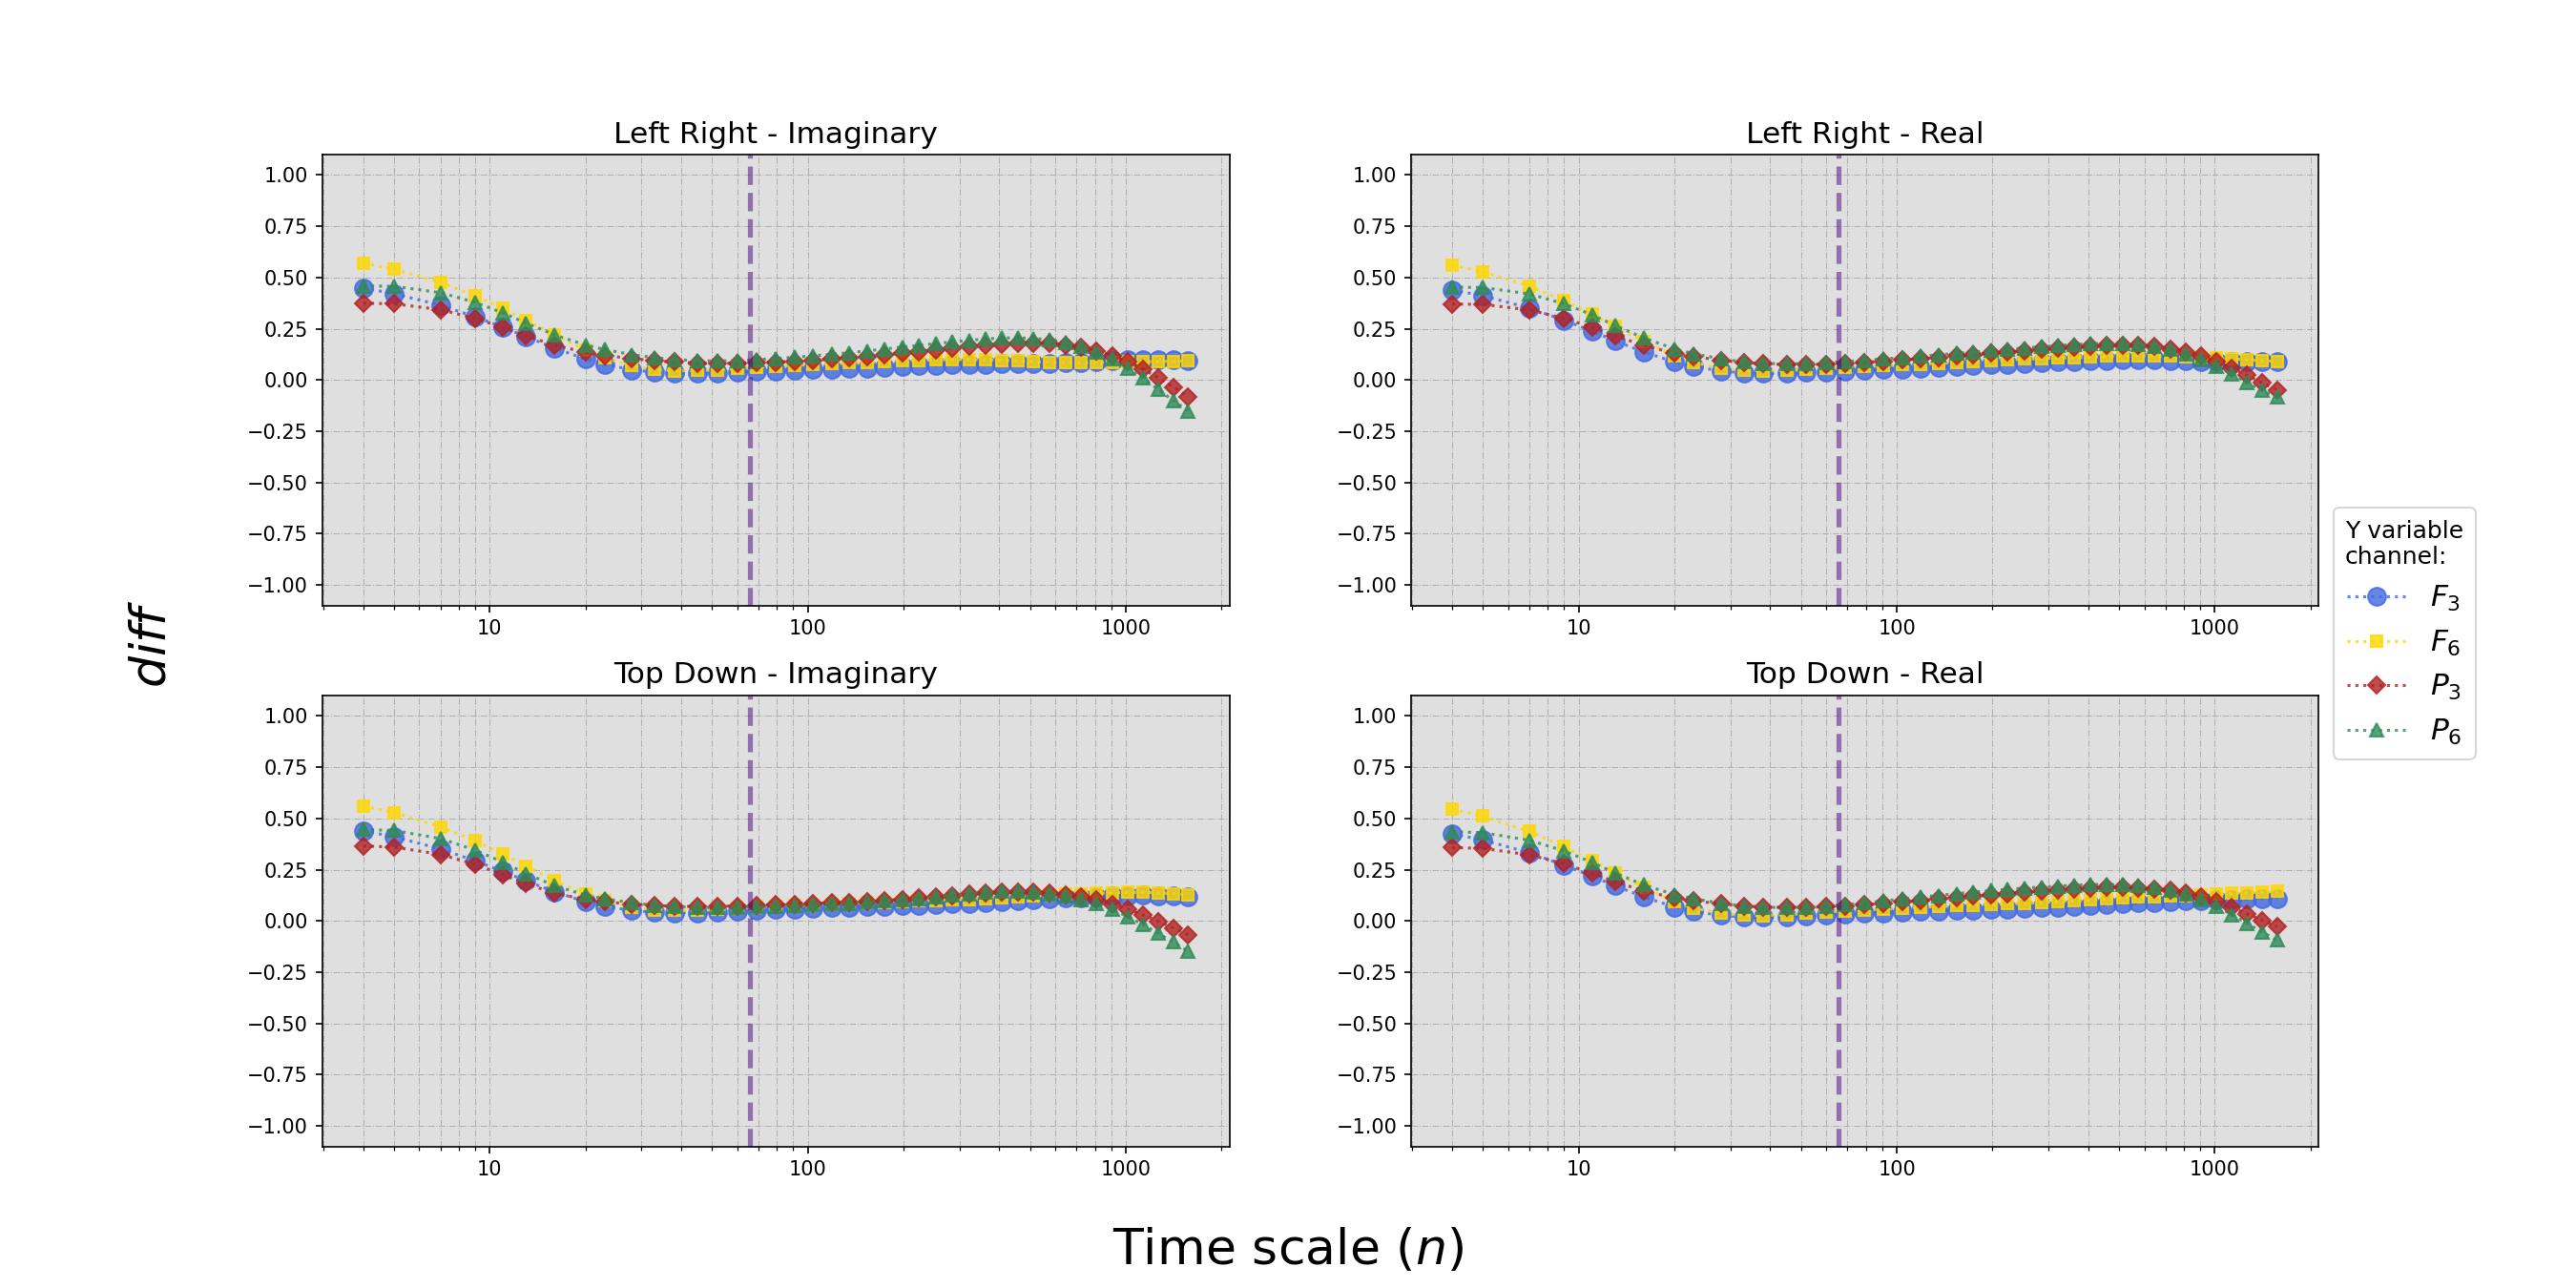 Left Right - Imaginary
1.00
0.75
0.50
0.25
0.00
−0.25
−0.50
−0.75
−1.00
10 100 1000
Left Right - Real
1.00
0.75
0.50
0.25
0.00
−0.25
−0.50
−0.75
−1.00
10 100 1000
diff
Top Down - Imaginary
1.00
0.75
0.50
0.25
0.00
−0.25
−0.50
−0.75
−1.00
10 100 1000
Top Down - Real
1.00
0.75
0.50
0.25
0.00
−0.25
−0.50
−0.75
−1.00
10 100 1000
Y variable
channel:
F3
F6
P3
P6
Time scale (n)